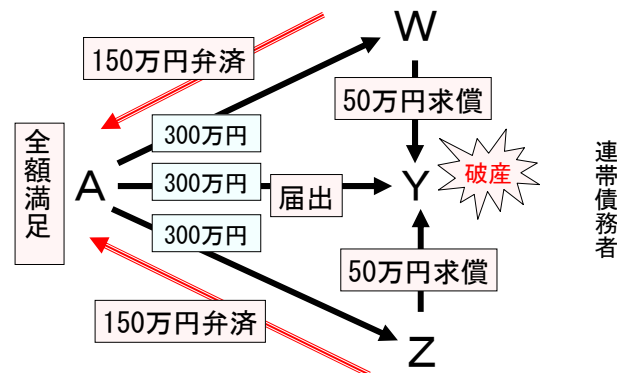 W
150万円弁済
50万円求償
300万円
全額満足
A
300万円
届出
Y
破産
連帯債務者
300万円
50万円求償
150万円弁済
Z